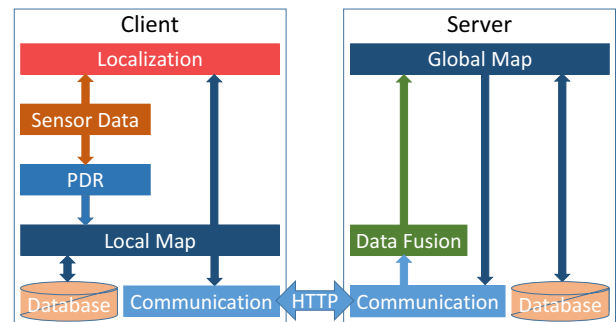 Client
Server
Localization
Global Map
Sensor Data
PDR
Local Map
Data Fusion
Database
Communication
HTTP
Communication
Database